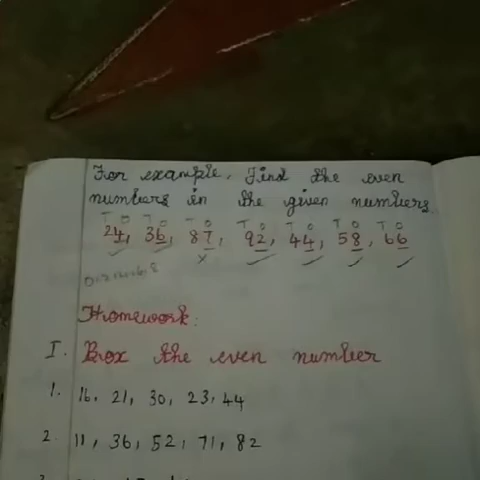 For example, Find the even
numbers in the given numbers.
T O T O T O T O T O T O T O
24, 36, 87, 92, 44, 58, 66
Homework:
I. Box the even number
1. 16, 21, 30, 23, 44
2. 11, 36, 52, 71, 82